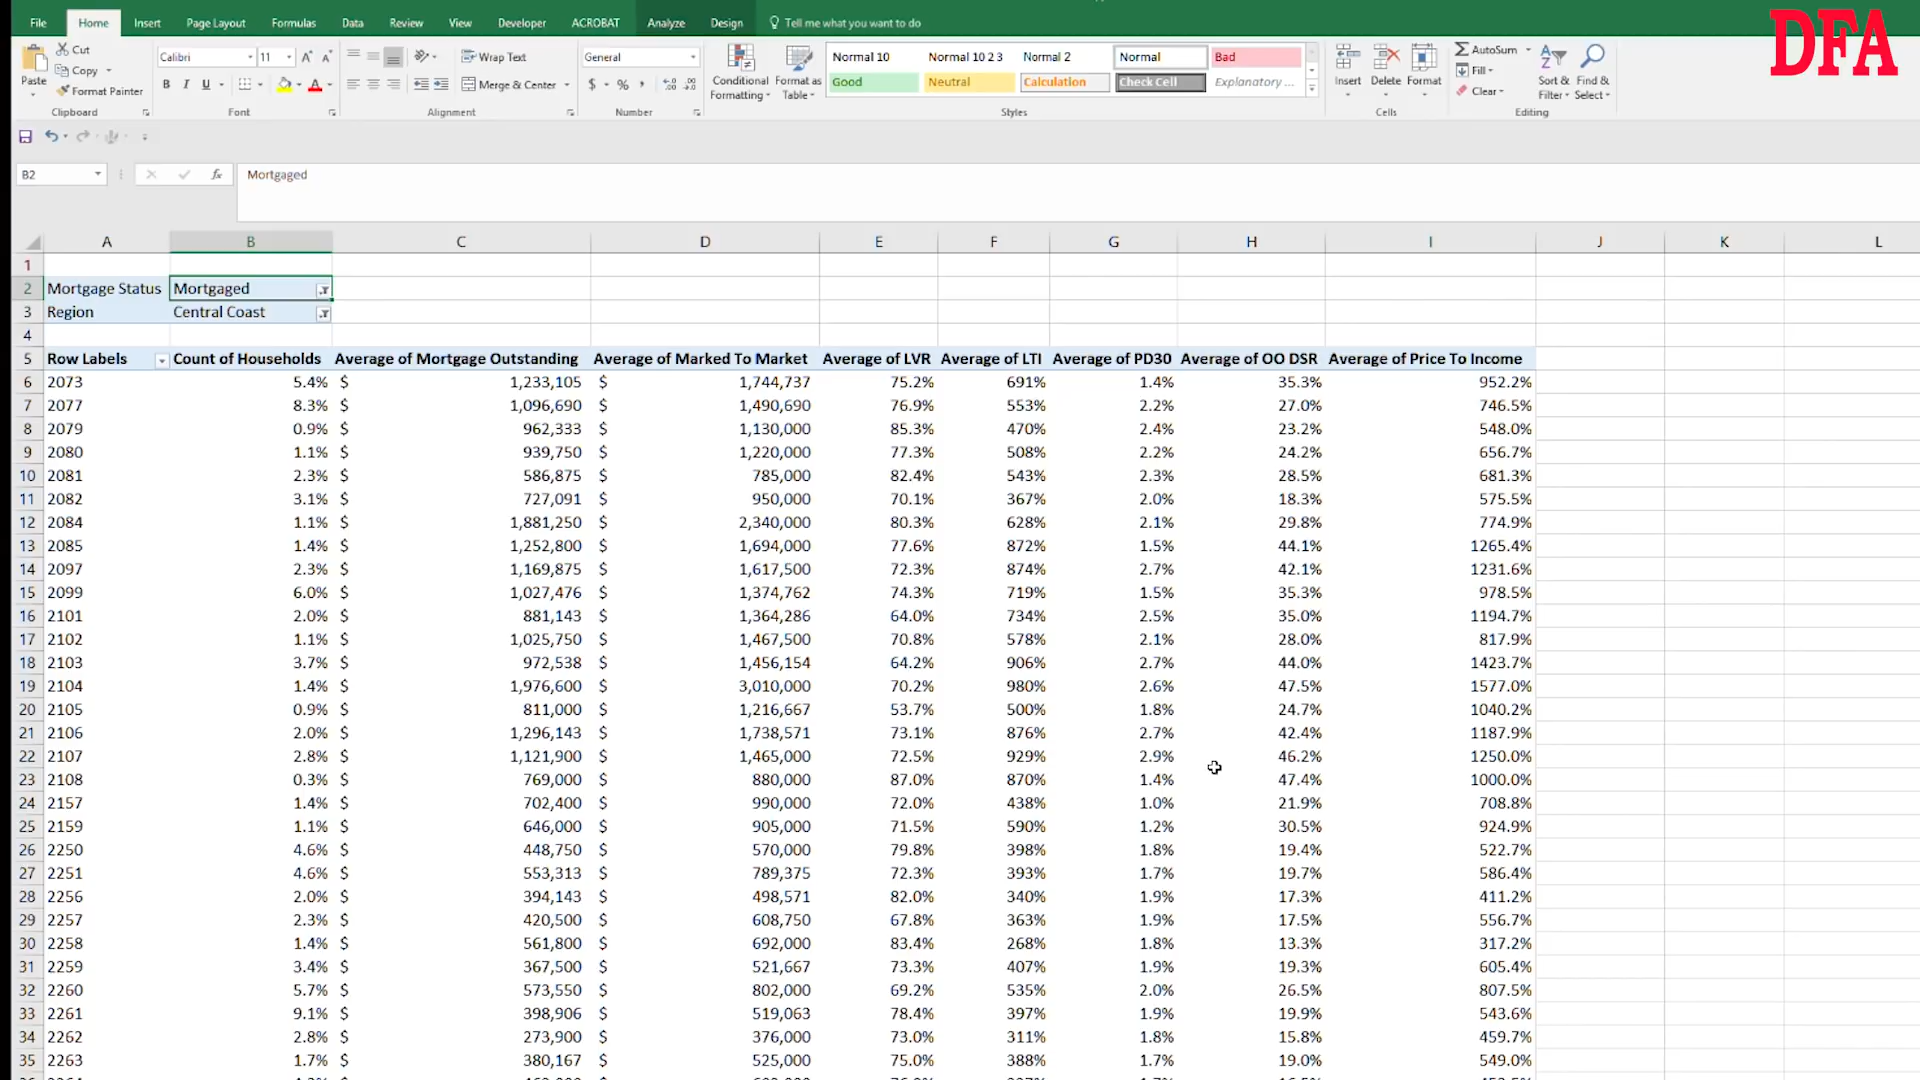 File Home Insert Page Layout Formulas Data Review View Developer ACROBAT Analyze Design Tell me what you want to do
DFA
Cut Calibri 11 Wrap Text General Normal 10 Normal 10 2 3 Normal 2 Normal Bad AutoSum
Paste Copy Conditional Formatting Format as Table Insert Delete Format Fill Sort & Filter Find & Select
Format Painter B I U Merge & Center $ % , Good Neutral Calculation Check Cell Explanatory ... Clear
Clipboard Font Alignment Number Styles Cells Editing
B2 fx Mortgaged
A B C D E F G H I J K L
1
2 Mortgage Status Mortgaged
3 Region Central Coast
4
5 Row Labels Count of Households Average of Mortgage Outstanding Average of Marked To Market Average of LVR Average of LTI Average of PD30 Average of OO DSR Average of Price To Income
6 2073 5.4% $ 1,233,105 $ 1,744,737 75.2% 691% 1.4% 35.3% 952.2%
7 2077 8.3% $ 1,096,690 $ 1,490,690 76.9% 553% 2.2% 27.0% 746.5%
8 2079 0.9% $ 962,333 $ 1,130,000 85.3% 470% 2.4% 23.2% 548.0%
9 2080 1.1% $ 939,750 $ 1,220,000 77.3% 508% 2.2% 24.2% 656.7%
10 2081 2.3% $ 586,875 $ 785,000 82.4% 543% 2.3% 28.5% 681.3%
11 2082 3.1% $ 727,091 $ 950,000 70.1% 367% 2.0% 18.3% 575.5%
12 2084 1.1% $ 1,881,250 $ 2,340,000 80.3% 628% 2.1% 29.8% 774.9%
13 2085 1.4% $ 1,252,800 $ 1,694,000 77.6% 872% 1.5% 44.1% 1265.4%
14 2097 2.3% $ 1,169,875 $ 1,617,500 72.3% 874% 2.7% 42.1% 1231.6%
15 2099 6.0% $ 1,027,476 $ 1,374,762 74.3% 719% 1.5% 35.3% 978.5%
16 2101 2.0% $ 881,143 $ 1,364,286 64.0% 734% 2.5% 35.0% 1194.7%
17 2102 1.1% $ 1,025,750 $ 1,467,500 70.8% 578% 2.1% 28.0% 817.9%
18 2103 3.7% $ 972,538 $ 1,456,154 64.2% 906% 2.7% 44.0% 1423.7%
19 2104 1.4% $ 1,976,600 $ 3,010,000 70.2% 980% 2.6% 47.5% 1577.0%
20 2105 0.9% $ 811,000 $ 1,216,667 53.7% 500% 1.8% 24.7% 1040.2%
21 2106 2.0% $ 1,296,143 $ 1,738,571 73.1% 876% 2.7% 42.4% 1187.9%
22 2107 2.8% $ 1,121,900 $ 1,465,000 72.5% 929% 2.9% 46.2% 1250.0%
23 2108 0.3% $ 769,000 $ 880,000 87.0% 870% 1.4% 47.4% 1000.0%
24 2157 1.4% $ 702,400 $ 990,000 72.0% 438% 1.0% 21.9% 708.8%
25 2159 1.1% $ 646,000 $ 905,000 71.5% 590% 1.2% 30.5% 924.9%
26 2250 4.6% $ 448,750 $ 570,000 79.8% 398% 1.8% 19.4% 522.7%
27 2251 4.6% $ 553,313 $ 789,375 72.3% 393% 1.7% 19.7% 586.4%
28 2256 2.0% $ 394,143 $ 498,571 82.0% 340% 1.9% 17.3% 411.2%
29 2257 2.3% $ 420,500 $ 608,750 67.8% 363% 1.9% 17.5% 556.7%
30 2258 1.4% $ 561,800 $ 692,000 83.4% 268% 1.8% 13.3% 317.2%
31 2259 3.4% $ 367,500 $ 521,667 73.3% 407% 1.9% 19.3% 605.4%
32 2260 5.7% $ 573,550 $ 802,000 69.2% 535% 2.0% 26.5% 807.5%
33 2261 9.1% $ 398,906 $ 519,063 78.4% 397% 1.9% 19.9% 543.6%
34 2262 2.8% $ 273,900 $ 376,000 73.0% 311% 1.8% 15.8% 459.7%
35 2263 1.7% $ 380,167 $ 525,000 75.0% 388% 1.7% 19.0% 549.0%